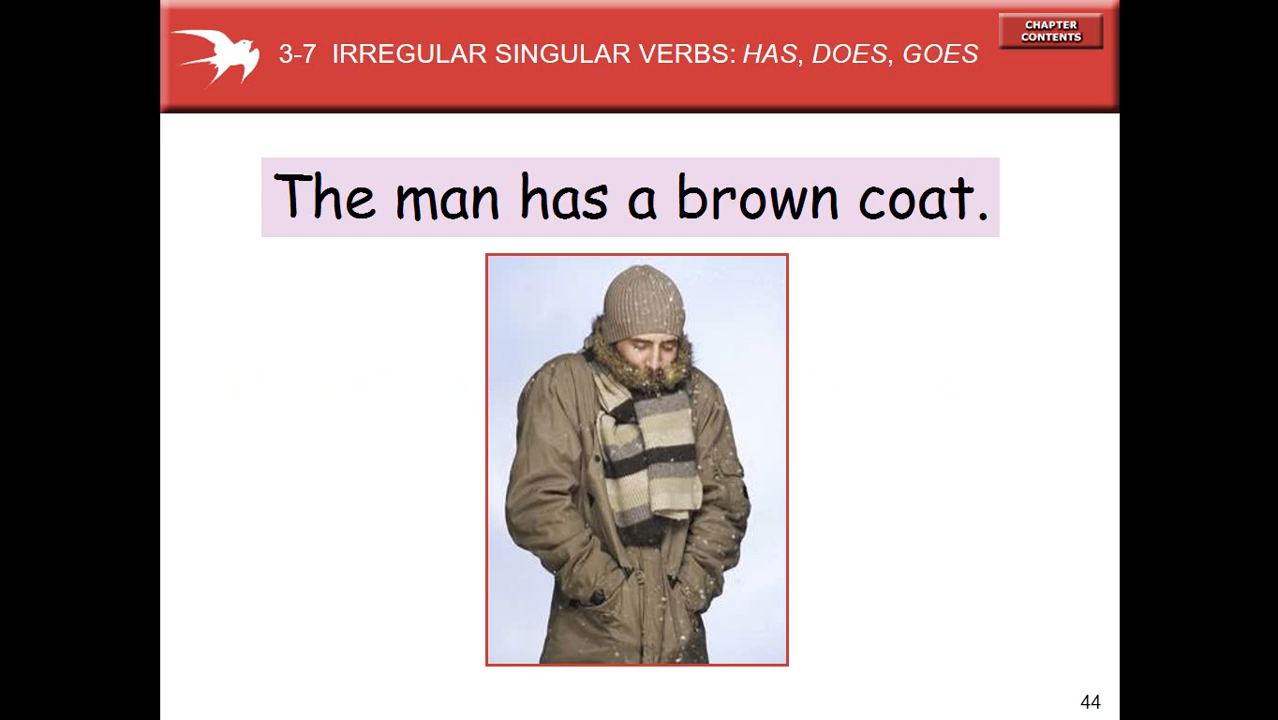 3-7 IRREGULAR SINGULAR VERBS: HAS, DOES, GOES
CHAPTER
CONTENTS
The man has a brown coat.
44